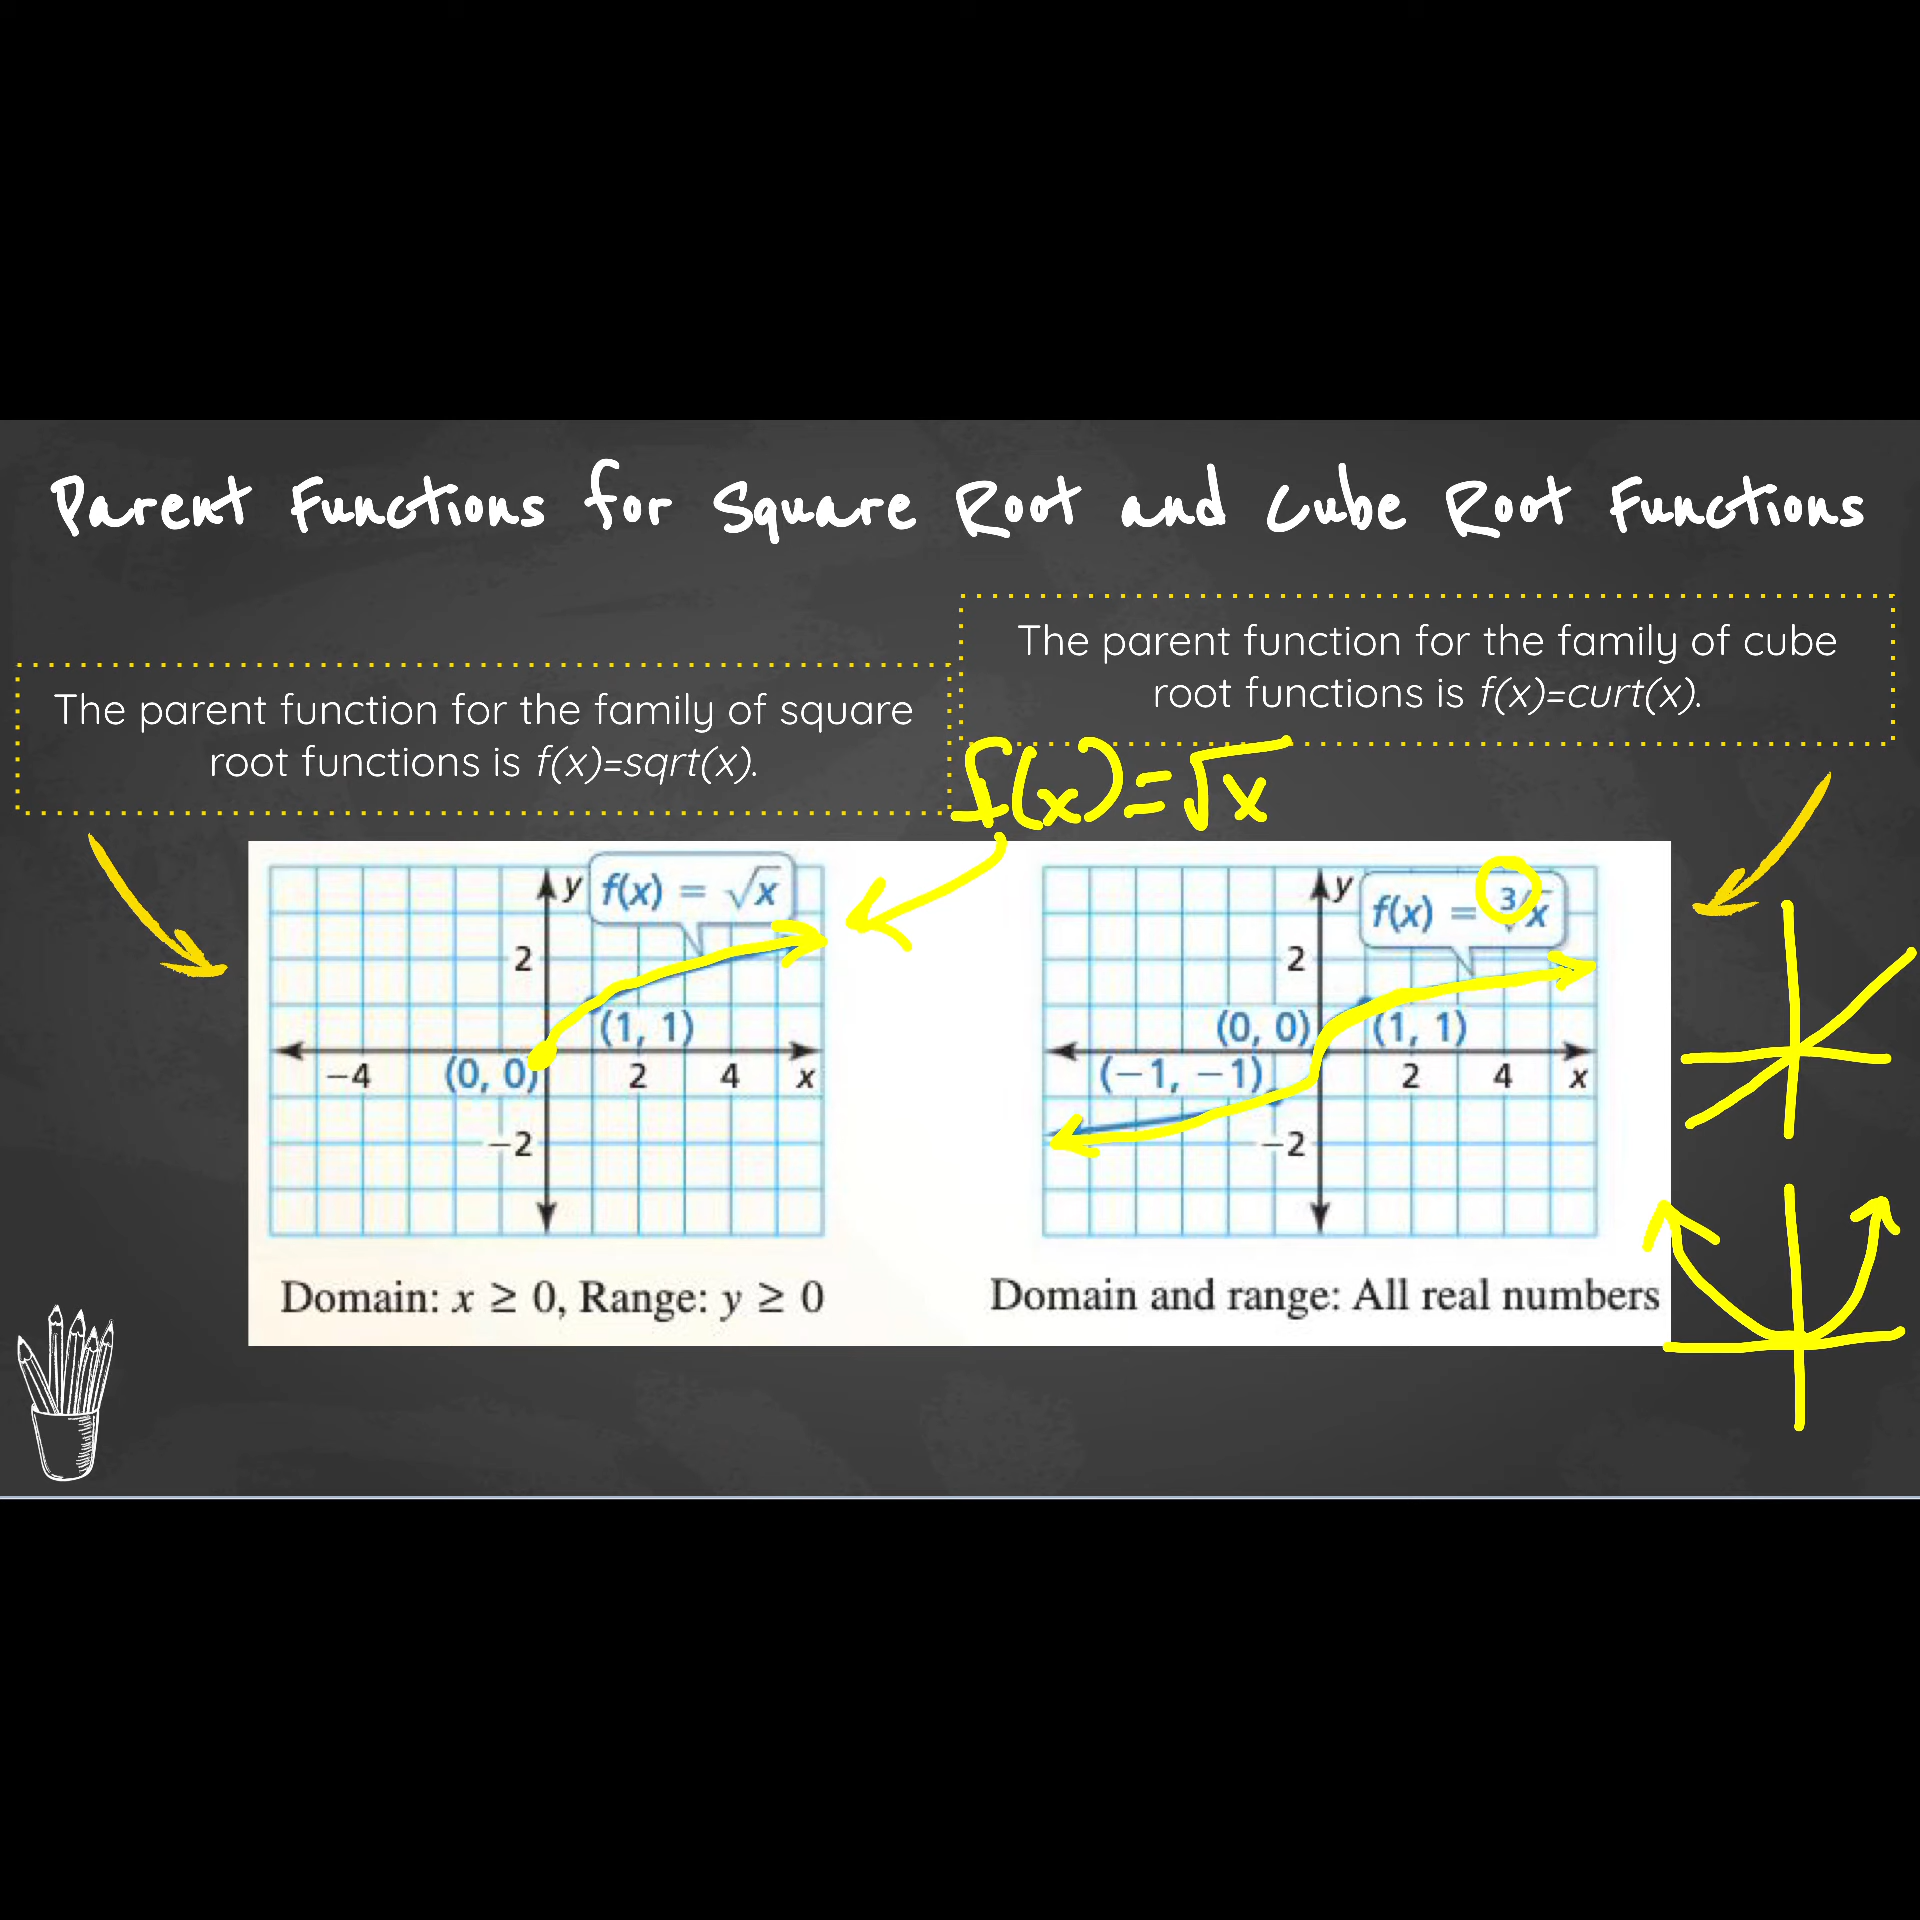 Parent Functions for Square Root and Cube Root Functions
The parent function for the family of square
root functions is f(x)=sqrt(x).
The parent function for the family of cube
root functions is f(x)=curt(x).
f(x)=√x
y
f(x) = √x
2
(1, 1)
−4
(0, 0)
2
4
x
−2
Domain: x ≥ 0, Range: y ≥ 0
y
f(x) = ∛x
2
(0, 0)
(1, 1)
(−1, −1)
2
4
x
−2
Domain and range: All real numbers